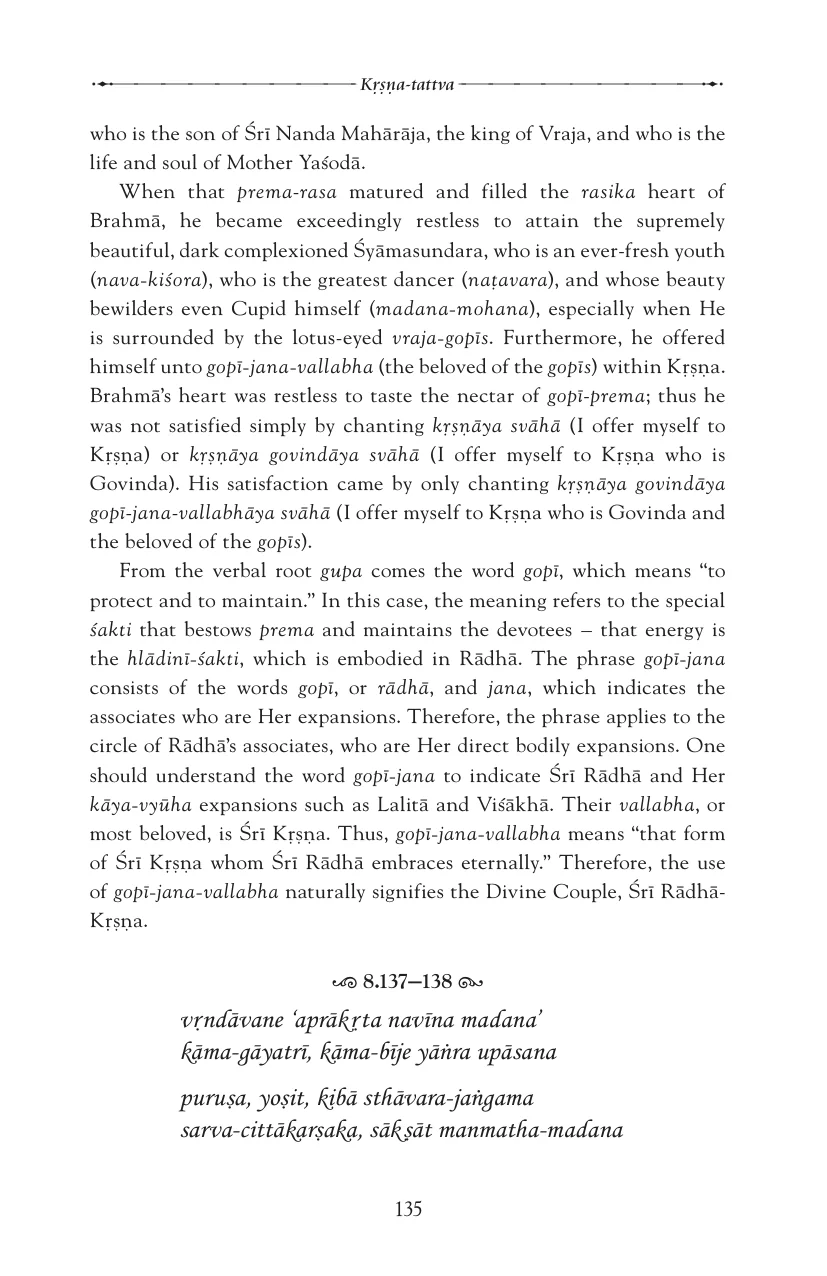 Kṛṣṇa-tattva
who is the son of Śrī Nanda Mahārāja, the king of Vraja, and who is the
life and soul of Mother Yaśodā.
When that prema-rasa matured and filled the rasika heart of
Brahmā, he became exceedingly restless to attain the supremely
beautiful, dark complexioned Śyāmasundara, who is an ever-fresh youth
(nava-kiśora), who is the greatest dancer (naṭavara), and whose beauty
bewilders even Cupid himself (madana-mohana), especially when He
is surrounded by the lotus-eyed vraja-gopīs. Furthermore, he offered
himself unto gopī-jana-vallabha (the beloved of the gopīs) within Kṛṣṇa.
Brahmā’s heart was restless to taste the nectar of gopī-prema; thus he
was not satisfied simply by chanting kṛṣṇāya svāhā (I offer myself to
Kṛṣṇa) or kṛṣṇāya govindāya svāhā (I offer myself to Kṛṣṇa who is
Govinda). His satisfaction came by only chanting kṛṣṇāya govindāya
gopī-jana-vallabhāya svāhā (I offer myself to Kṛṣṇa who is Govinda and
the beloved of the gopīs).
From the verbal root gupa comes the word gopī, which means “to
protect and to maintain.” In this case, the meaning refers to the special
śakti that bestows prema and maintains the devotees – that energy is
the hlādinī-śakti, which is embodied in Rādhā. The phrase gopī-jana
consists of the words gopī, or rādhā, and jana, which indicates the
associates who are Her expansions. Therefore, the phrase applies to the
circle of Rādhā’s associates, who are Her direct bodily expansions. One
should understand the word gopī-jana to indicate Śrī Rādhā and Her
kāya-vyūha expansions such as Lalitā and Viśākhā. Their vallabha, or
most beloved, is Śrī Kṛṣṇa. Thus, gopī-jana-vallabha means “that form
of Śrī Kṛṣṇa whom Śrī Rādhā embraces eternally.” Therefore, the use
of gopī-jana-vallabha naturally signifies the Divine Couple, Śrī Rādhā-
Kṛṣṇa.
8.137–138
vṛndāvane ‘aprākṛta navīna madana’
kāma-gāyatrī, kāma-bīje yāṅra upāsana
puruṣa, yoṣit, kibā sthāvara-jaṅgama
sarva-cittākarṣaka, sākṣāt manmatha-madana
135